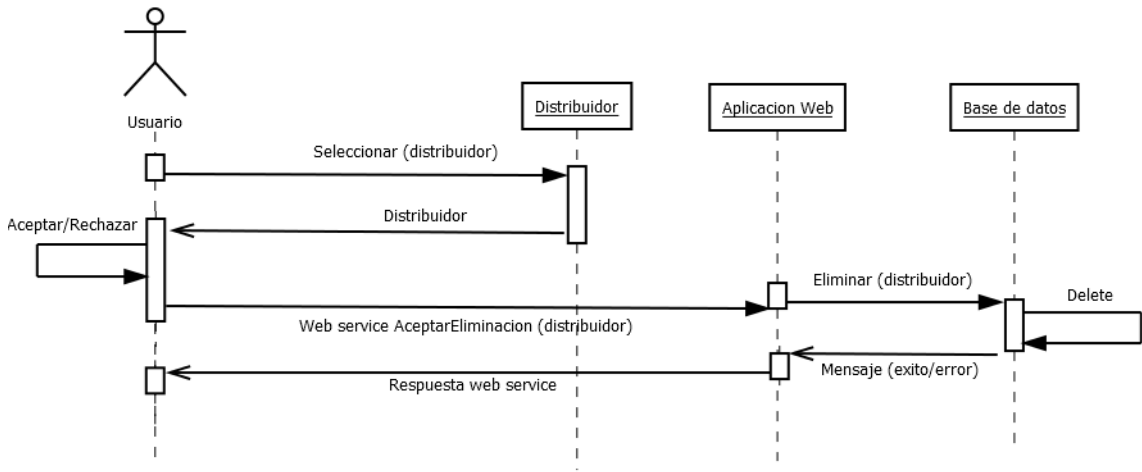 Usuario
Distribuidor
Aplicacion Web
Base de datos
Seleccionar (distribuidor)
Distribuidor
Aceptar/Rechazar
Eliminar (distribuidor)
Delete
Web service AceptarEliminacion (distribuidor)
Mensaje (exito/error)
Respuesta web service